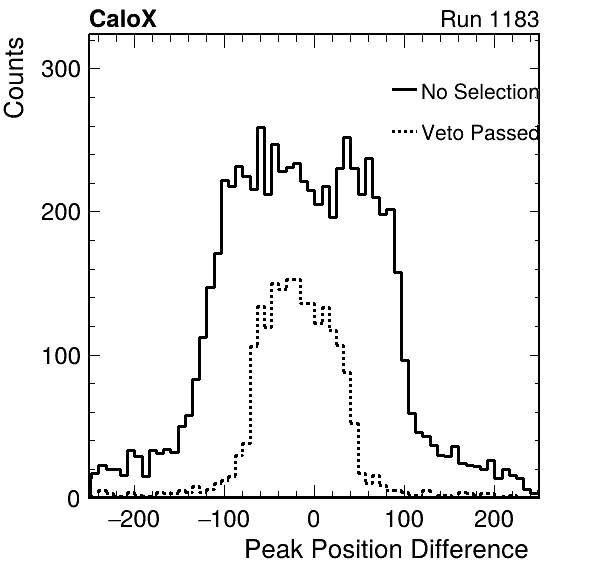 CaloX Run 1183
Counts
300
200
100
0
No Selection
Veto Passed
−200 −100 0 100 200
Peak Position Difference